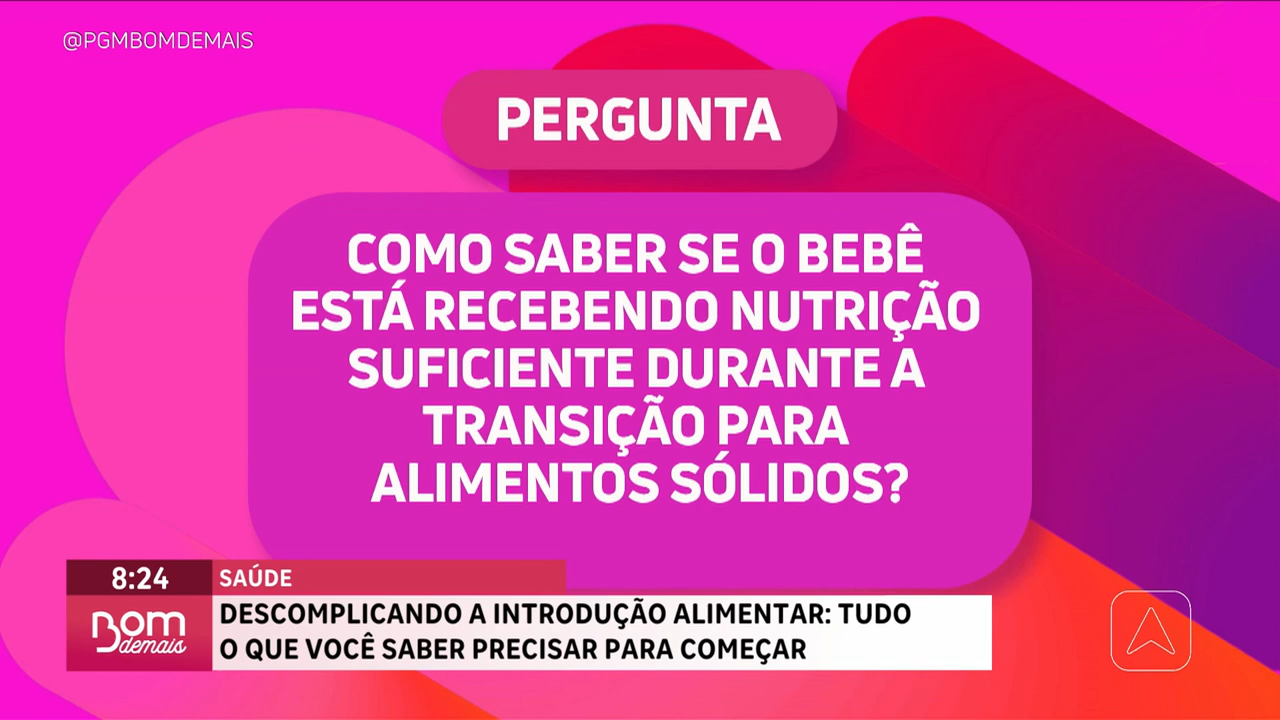 @PGMBOMDEMAIS
PERGUNTA
COMO SABER SE O BEBÊ
ESTÁ RECEBENDO NUTRIÇÃO
SUFICIENTE DURANTE A
TRANSIÇÃO PARA
ALIMENTOS SÓLIDOS?
8:24 SAÚDE
BOM
demais
DESCOMPLICANDO A INTRODUÇÃO ALIMENTAR: TUDO
O QUE VOCÊ SABER PRECISAR PARA COMEÇAR